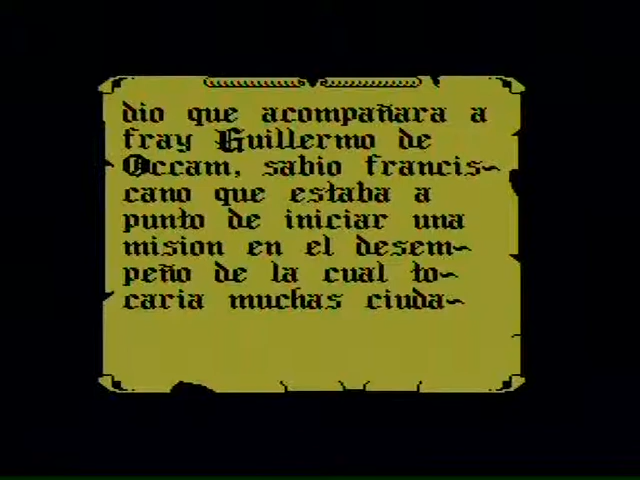 dio que acompañara a
fray Guillermo de
Occam, sabio francis~
cano que estaba a
punto de iniciar una
mision en el desem~
peño de la cual to~
caria muchas ciuda~